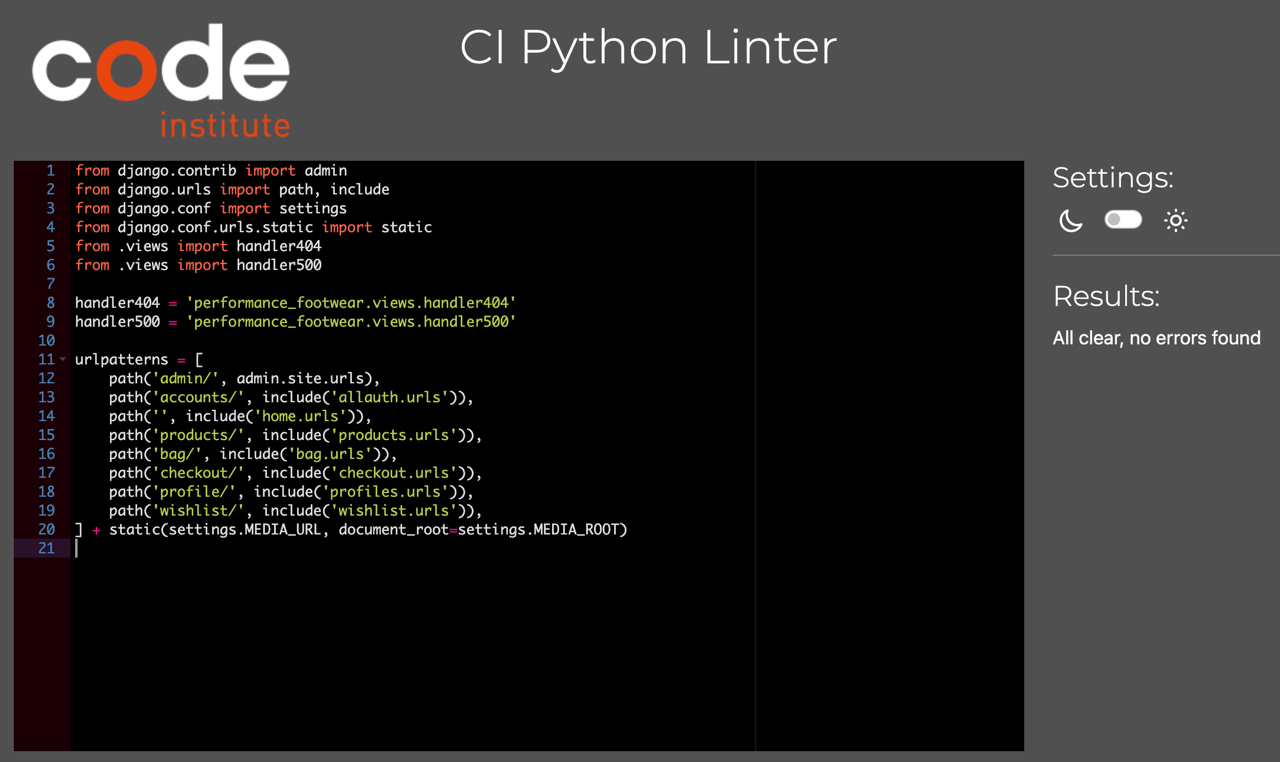 code
institute
CI Python Linter
1 from django.contrib import admin
2 from django.urls import path, include
3 from django.conf import settings
4 from django.conf.urls.static import static
5 from .views import handler404
6 from .views import handler500
7
8 handler404 = 'performance_footwear.views.handler404'
9 handler500 = 'performance_footwear.views.handler500'
10
11 urlpatterns = [
12     path('admin/', admin.site.urls),
13     path('accounts/', include('allauth.urls')),
14     path('', include('home.urls')),
15     path('products/', include('products.urls')),
16     path('bag/', include('bag.urls')),
17     path('checkout/', include('checkout.urls')),
18     path('profile/', include('profiles.urls')),
19     path('wishlist/', include('wishlist.urls')),
20 ] + static(settings.MEDIA_URL, document_root=settings.MEDIA_ROOT)
21
Settings:
Results:
All clear, no errors found